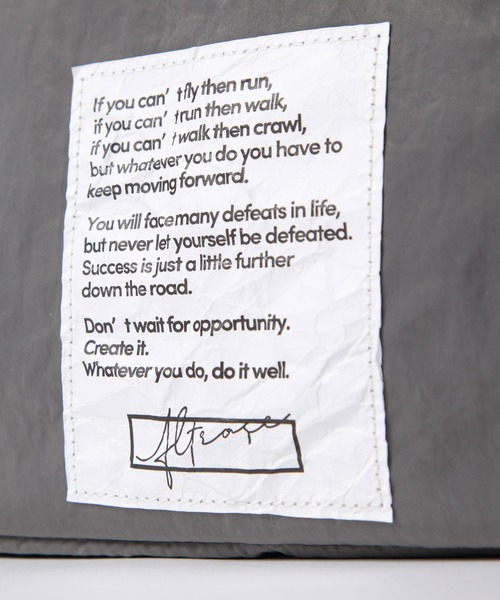 If you can’ t fly then run,
if you can’ t run then walk,
if you can’ t walk then crawl,
but whatever you do you have to
keep moving forward.
You will face many defeats in life,
but never let yourself be defeated.
Success is just a little further
down the road.
Don’ t wait for opportunity.
Create it.
Whatever you do, do it well.